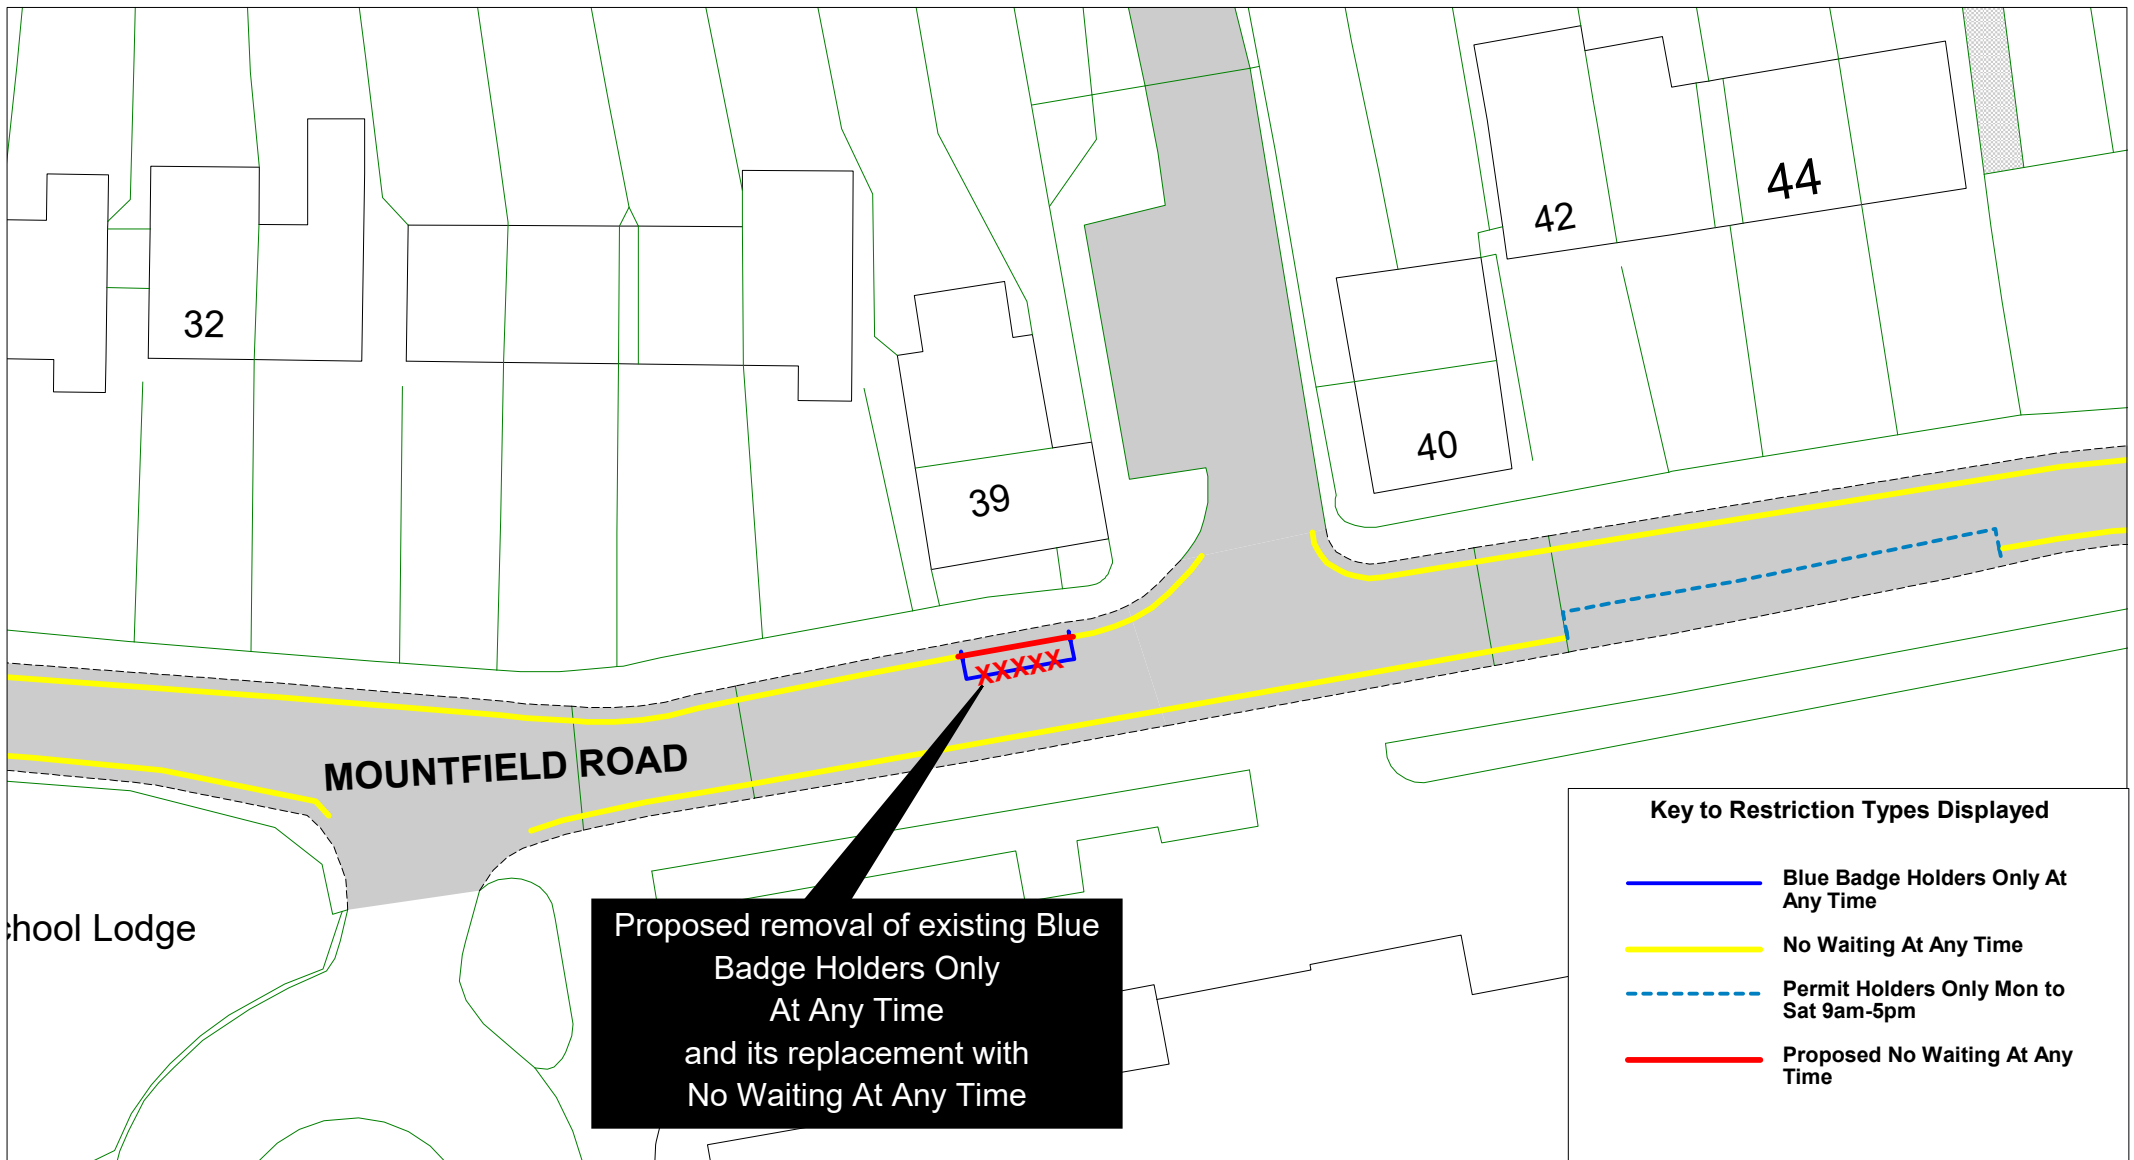 44
42
32
40
39
XXXXX
MOUNTFIELD ROAD
Key to Restriction Types Displayed
Blue Badge Holders Only At
Any Time
No Waiting At Any Time
Permit Holders Only Mon to
Sat 9am-5pm
Proposed No Waiting At Any
Time
chool Lodge
Proposed removal of existing Blue
Badge Holders Only
At Any Time
and its replacement with
No Waiting At Any Time